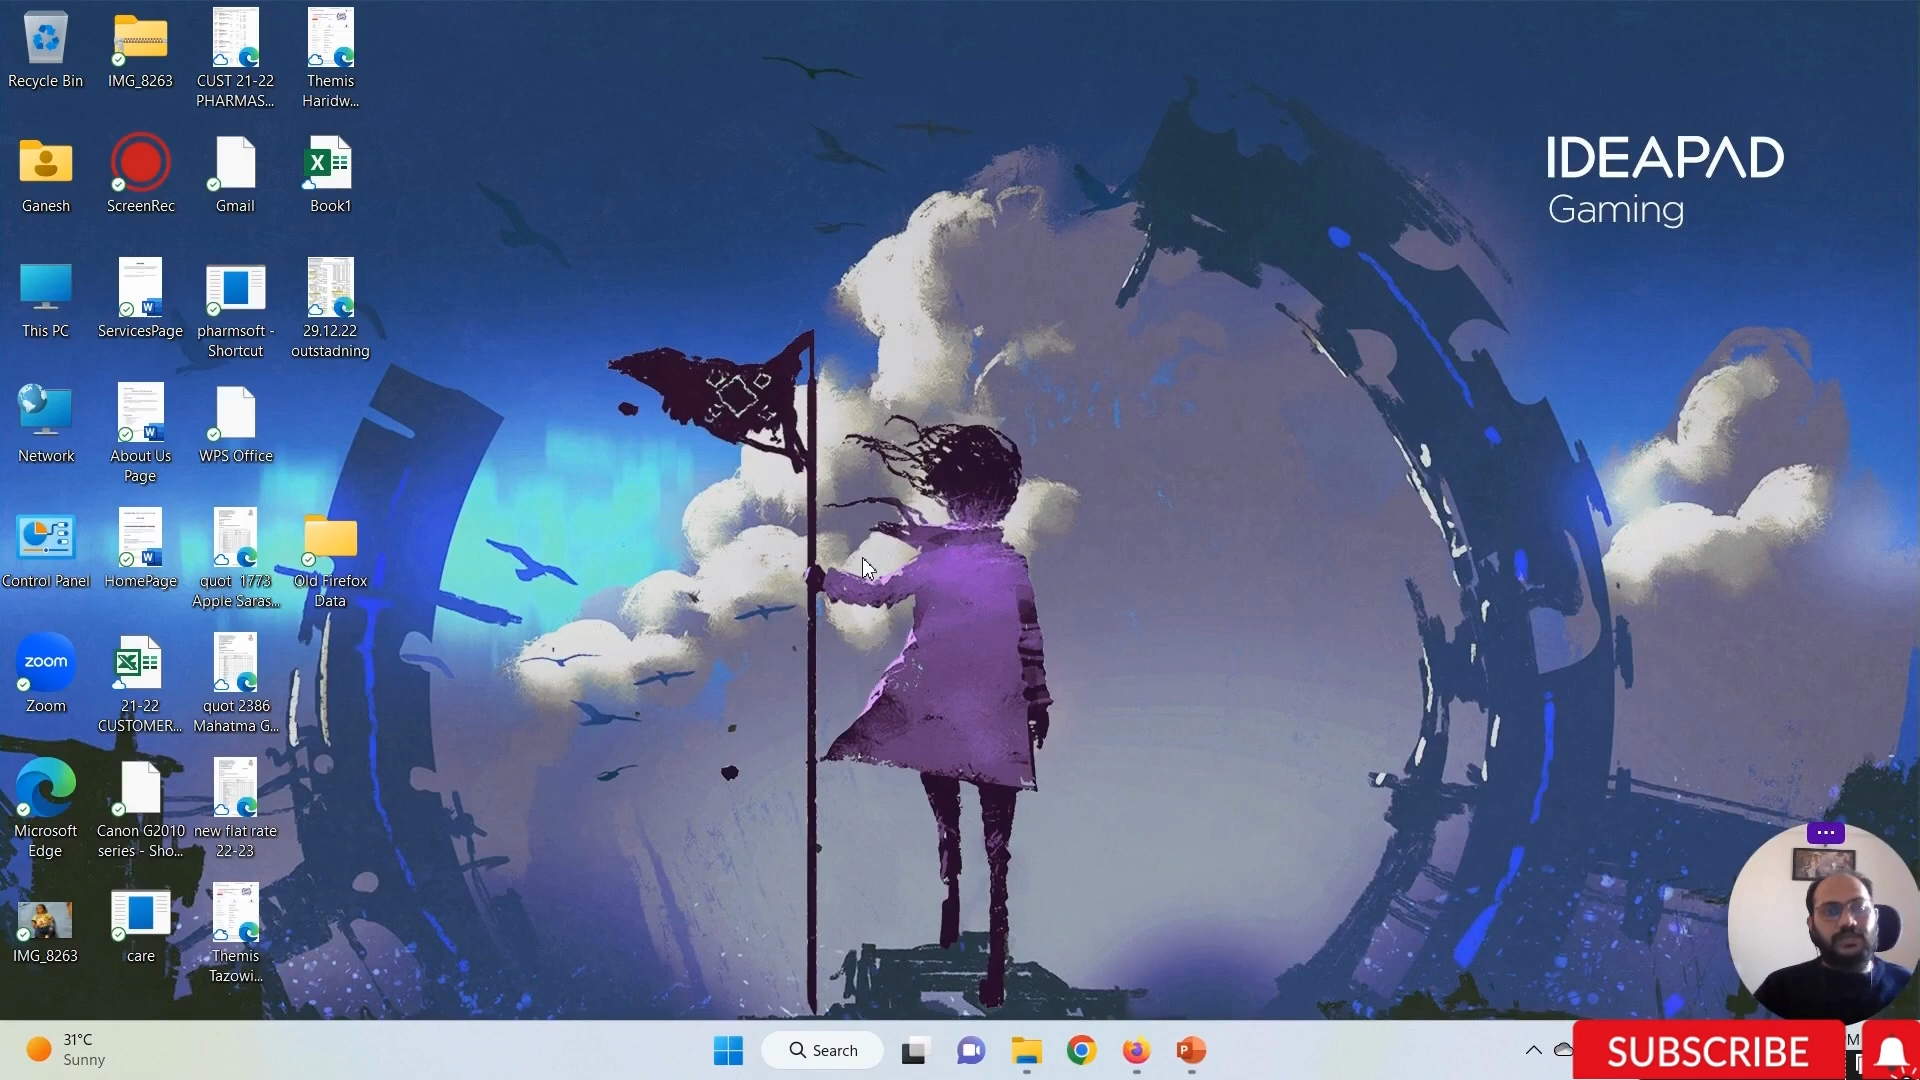 Recycle Bin
IMG_8263
CUST 21-22
PHARMAS...
Themis
Haridw...
Ganesh
ScreenRec
Gmail
Book1
This PC
ServicesPage
pharmsoft -
Shortcut
29.12.22
outstadning
Network
About Us
Page
WPS Office
Control Panel
HomePage
quot 1773
Apple Saras...
Old Firefox
Data
zoom
Zoom
21-22
CUSTOMER...
quot 2386
Mahatma G...
Microsoft
Edge
Canon G2010
series - Sho...
new flat rate
22-23
IMG_8263
care
Themis
Tazowi...
IDEAPAD
Gaming
31°C
Sunny
Search
SUBSCRIBE